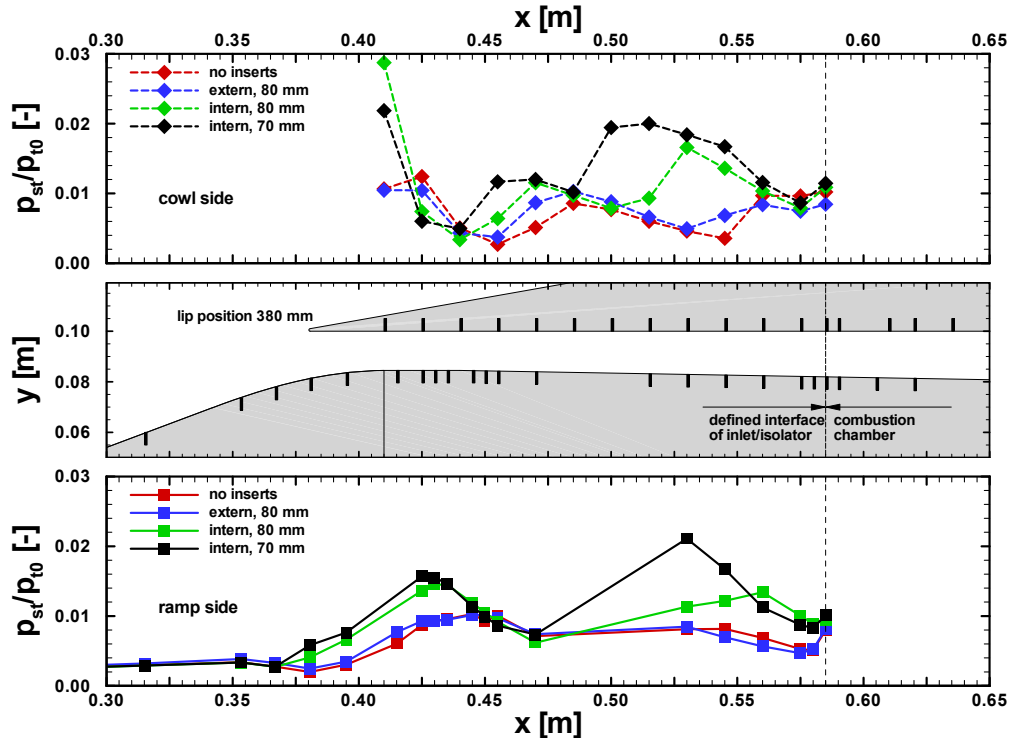 x [m]
0.30 0.35 0.40 0.45 0.50 0.55 0.60 0.65
0.03
no inserts
extern, 80 mm
intern, 80 mm
intern, 70 mm
0.02
0.01
0.00
p_st/p_t0 [-]
cowl side
lip position 380 mm
0.10
0.08
0.06
y [m]
defined interface
of inlet/isolator
combustion
chamber
0.03
no inserts
extern, 80 mm
intern, 80 mm
intern, 70 mm
0.02
0.01
0.00
p_st/p_t0 [-]
ramp side
0.30 0.35 0.40 0.45 0.50 0.55 0.60 0.65
x [m]